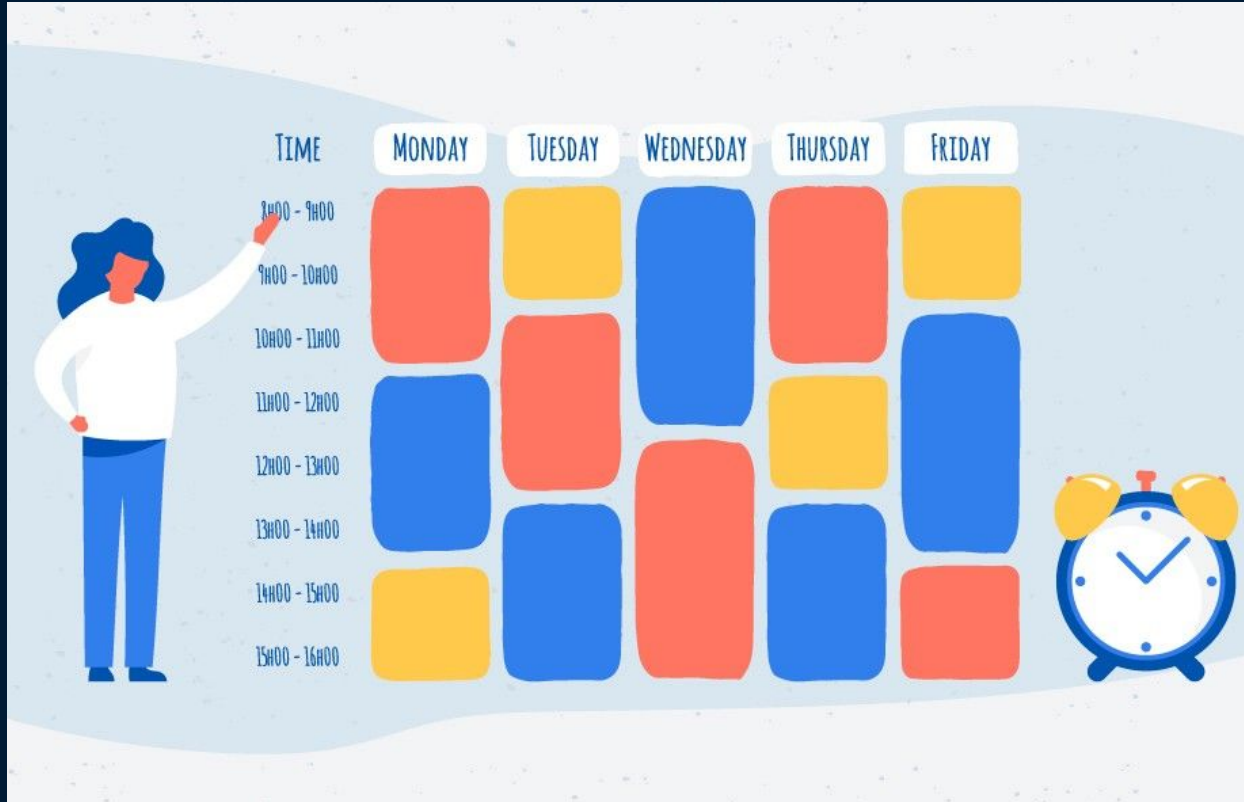 TIME MONDAY TUESDAY WEDNESDAY THURSDAY FRIDAY
8H00 - 9H00
9H00 - 10H00
10H00 - 11H00
11H00 - 12H00
12H00 - 13H00
13H00 - 14H00
14H00 - 15H00
15H00 - 16H00